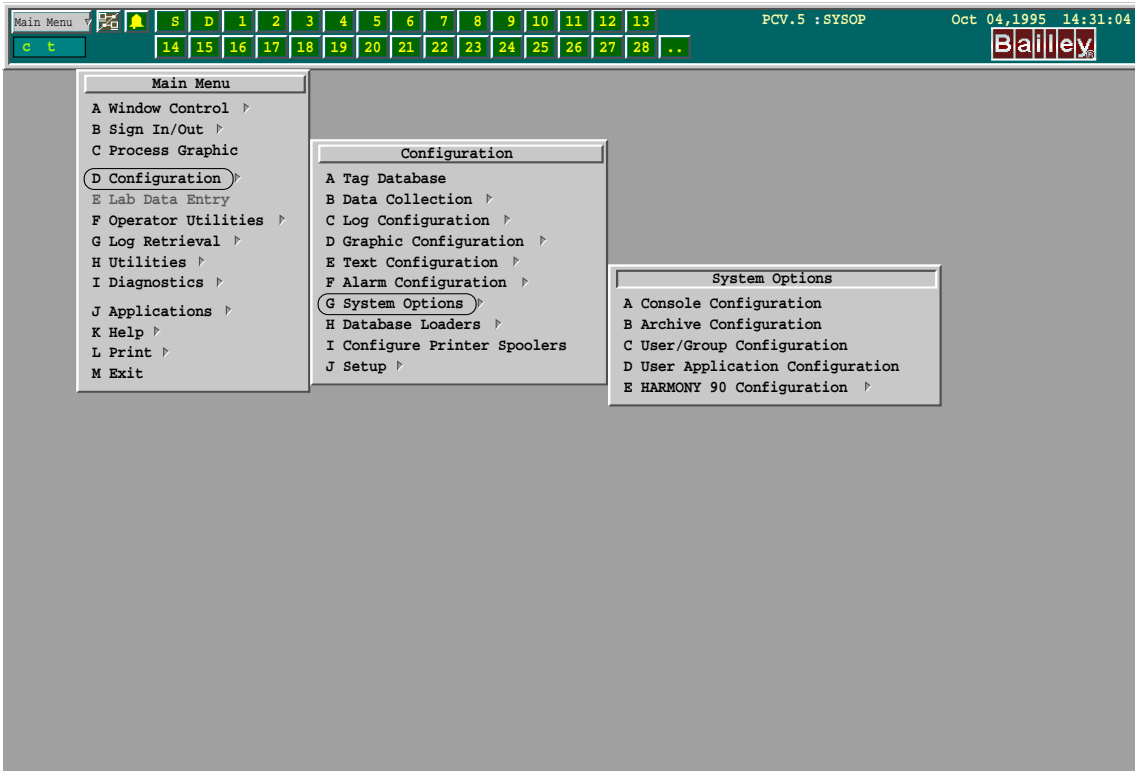 Main Menu S D 1 2 3 4 5 6 7 8 9 10 11 12 13 PCV.5 :SYSOP Oct 04,1995 14:31:04
c t 14 15 16 17 18 19 20 21 22 23 24 25 26 27 28 .. Bailey®
Main Menu
A Window Control
B Sign In/Out
C Process Graphic
D Configuration
E Lab Data Entry
F Operator Utilities
G Log Retrieval
H Utilities
I Diagnostics
J Applications
K Help
L Print
M Exit
Configuration
A Tag Database
B Data Collection
C Log Configuration
D Graphic Configuration
E Text Configuration
F Alarm Configuration
G System Options
H Database Loaders
I Configure Printer Spoolers
J Setup
System Options
A Console Configuration
B Archive Configuration
C User/Group Configuration
D User Application Configuration
E HARMONY 90 Configuration